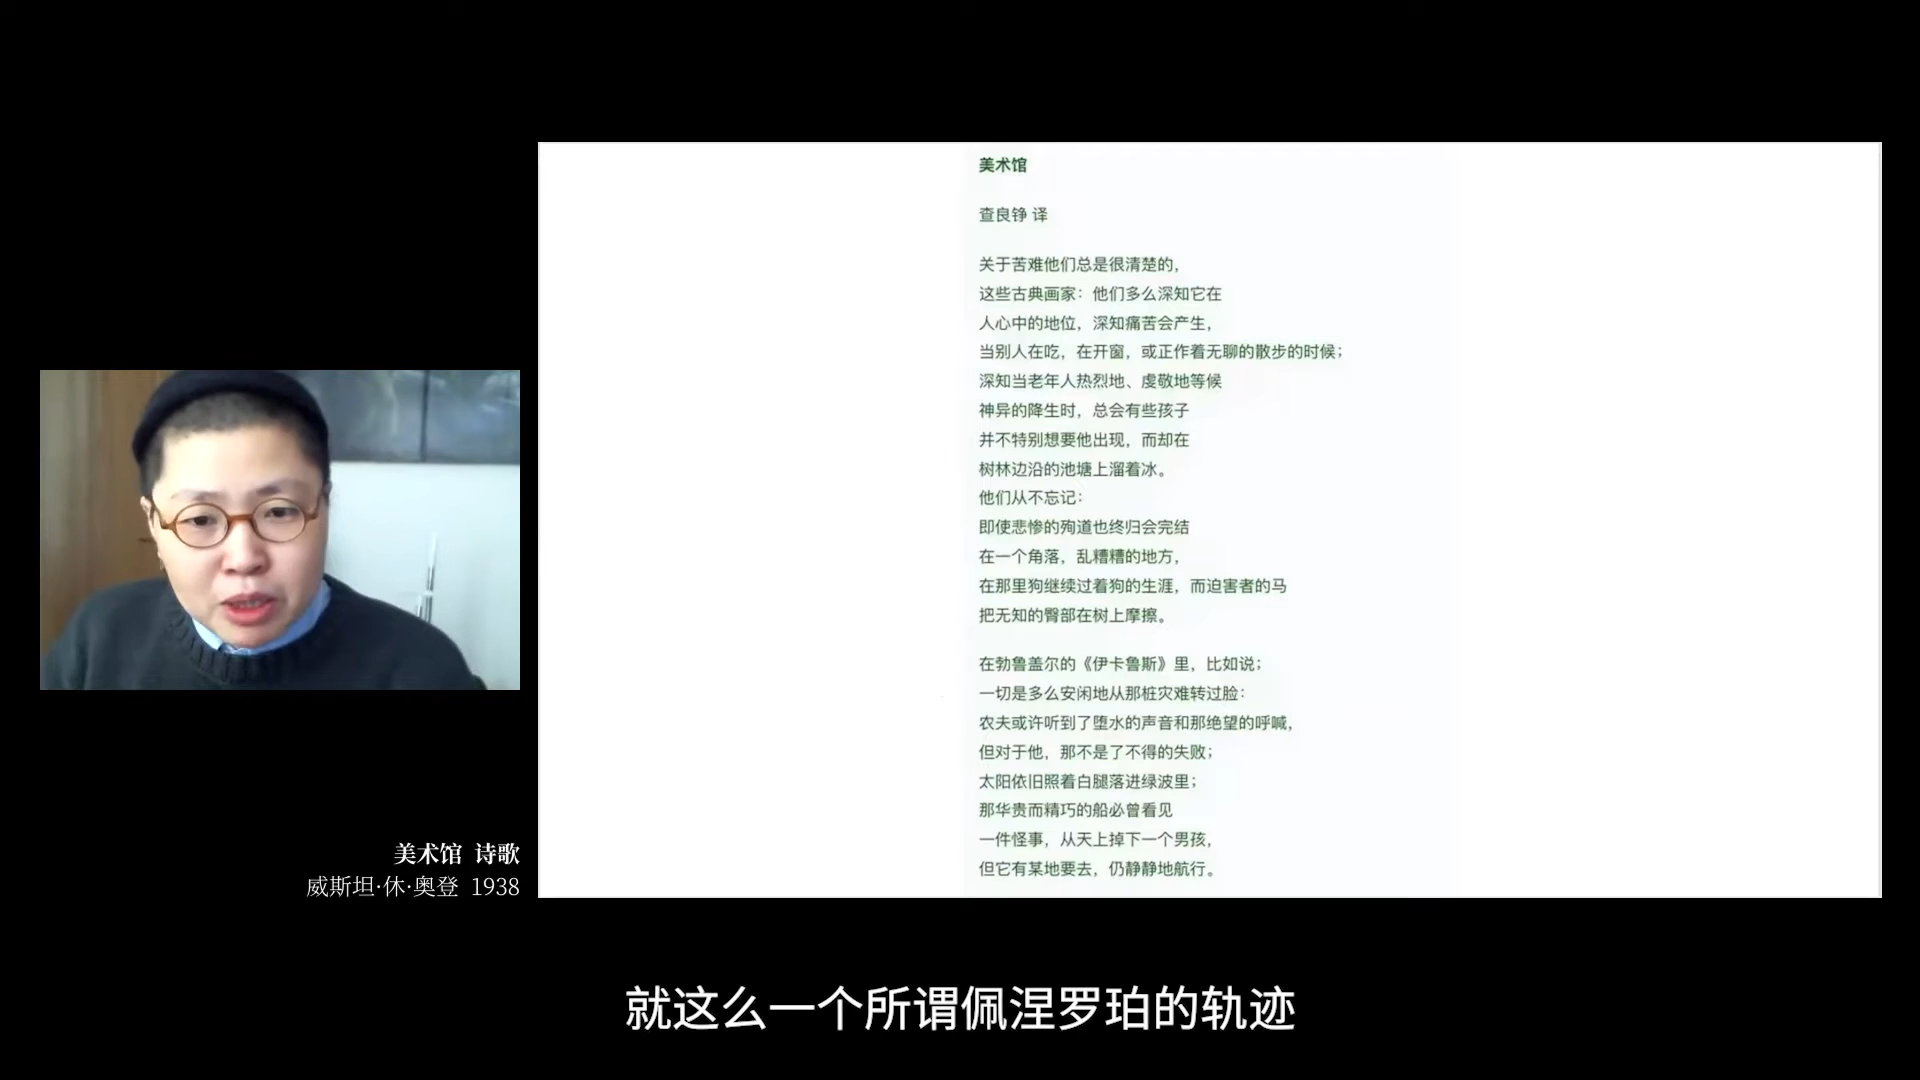 美术馆
查良铮 译
关于苦难他们总是很清楚的，
这些古典画家：他们多么深知它在
人心中的地位，深知痛苦会产生，
当别人在吃，在开窗，或正作着无聊的散步的时候；
深知当老年人热烈地、虔敬地等候
神异的降生时，总会有些孩子
并不特别想要他出现，而却在
树林边沿的池塘上溜着冰。
他们从不忘记：
即使悲惨的殉道也终归会完结
在一个角落，乱糟糟的地方，
在那里狗继续过着狗的生涯，而迫害者的马
把无知的臀部在树上摩擦。
在勃鲁盖尔的《伊卡鲁斯》里，比如说；
一切是多么安闲地从那桩灾难转过脸：
农夫或许听到了堕水的声音和那绝望的呼喊，
但对于他，那不是了不得的失败；
太阳依旧照着白腿落进绿波里；
那华贵而精巧的船必曾看见
一件怪事，从天上掉下一个男孩，
但它有某地要去，仍静静地航行。
美术馆 诗歌
威斯坦·休·奥登 1938
就这么一个所谓佩涅罗珀的轨迹